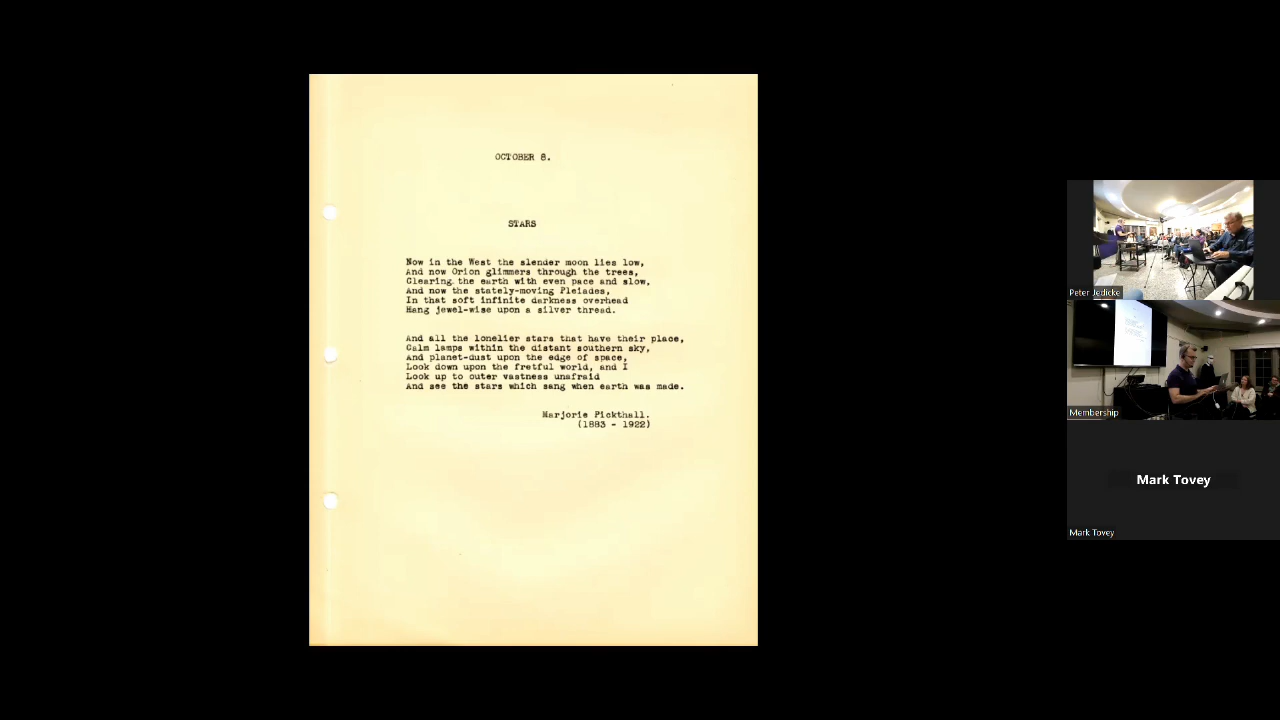 OCTOBER 8.
STARS
Now in the West the slender moon lies low,
And now Orion glimmers through the trees,
Clearing the earth with even pace and slow,
And now the stately-moving Pleiades,
In that soft infinite darkness overhead
Hang jewel-wise upon a silver thread.
And all the lonelier stars that have their place,
Calm lamps within the distant southern sky,
And planet-dust upon the edge of space,
Look down upon the fretful world, and I
Look up to outer vastness unafraid
And see the stars which sang when earth was made.
Marjorie Pickthall.
(1883 - 1922)
Peter Jedicke
Membership
Mark Tovey
Mark Tovey